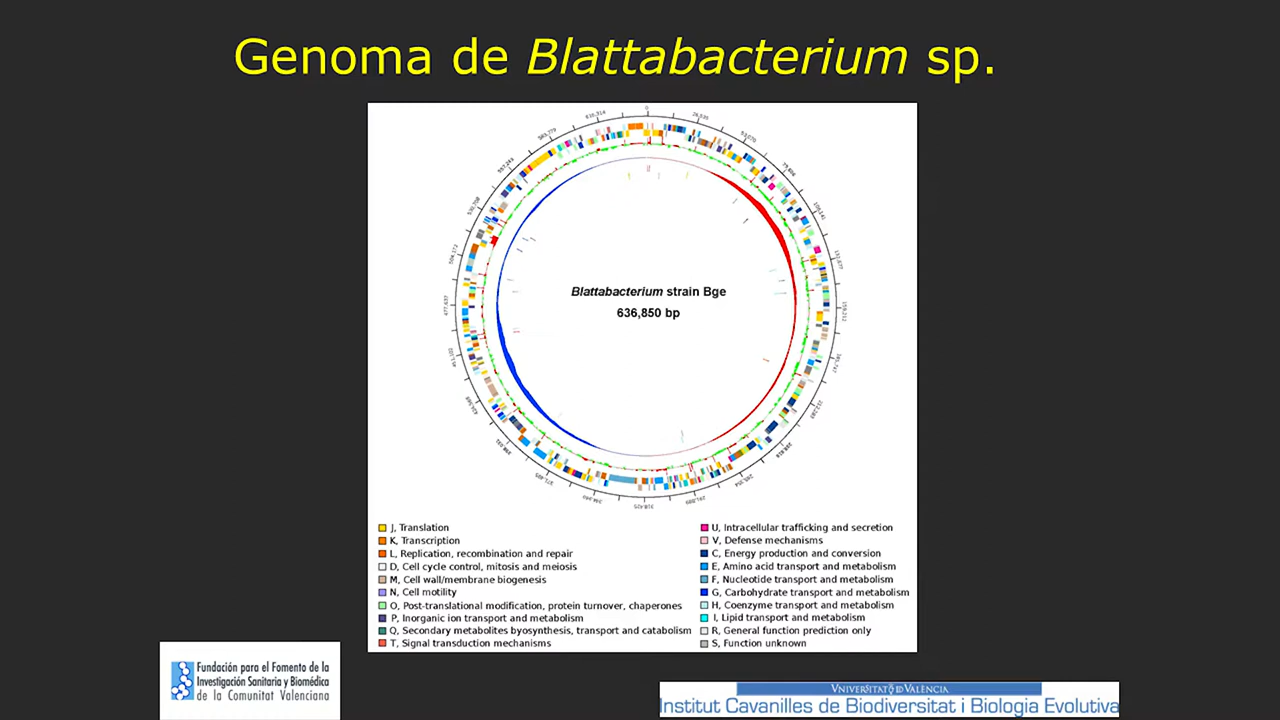 Genoma de Blattabacterium sp.
0
Blattabacterium strain Bge
636,850 bp
J, Translation
K, Transcription
L, Replication, recombination and repair
D, Cell cycle control, mitosis and meiosis
M, Cell wall/membrane biogenesis
N, Cell motility
O, Post-translational modification, protein turnover, chaperones
P, Inorganic ion transport and metabolism
Q, Secondary metabolites byosynthesis, transport and catabolism
T, Signal transduction mechanisms
U, Intracellular trafficking and secretion
V, Defense mechanisms
C, Energy production and conversion
E, Amino acid transport and metabolism
F, Nucleotide transport and metabolism
G, Carbohydrate transport and metabolism
H, Coenzyme transport and metabolism
I, Lipid transport and metabolism
R, General function prediction only
S, Function unknown
Fundación para el Fomento de la
Investigación Sanitaria y Biomédica
de la Comunitat Valenciana
VNIVERSITAT ID VALÈNCIA
Institut Cavanilles de Biodiversitat i Biologia Evolutiva